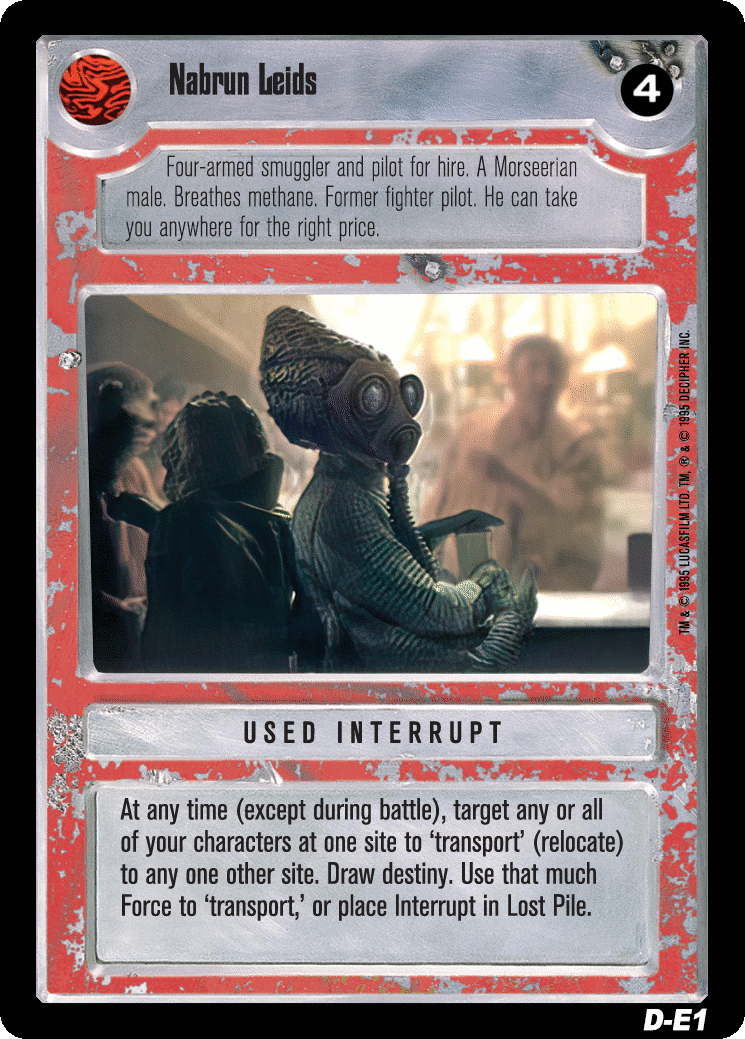 Nabrun Leids
4
Four-armed smuggler and pilot for hire. A Morseerian
male. Breathes methane. Former fighter pilot. He can take
you anywhere for the right price.
TM & © 1995 LUCASFILM LTD. TM, ® & © 1995 DECIPHER INC.
USED INTERRUPT
At any time (except during battle), target any or all
of your characters at one site to ‘transport’ (relocate)
to any one other site. Draw destiny. Use that much
Force to ‘transport,’ or place Interrupt in Lost Pile.
D-E1